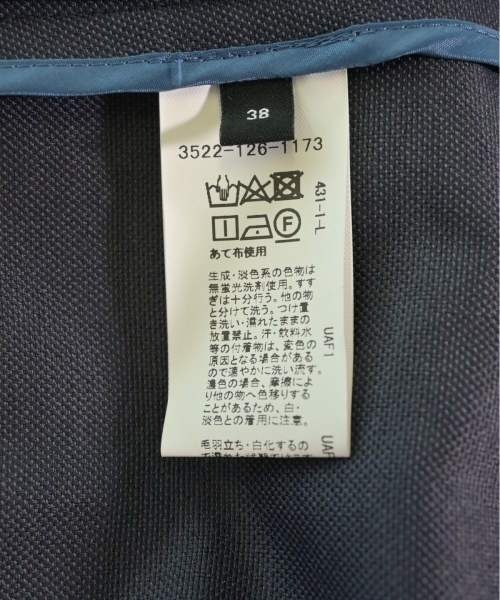 38
3522-126-1173
431-1-L
F
あて布使用
生成・淡色系の色物は
無蛍光洗剤使用。すす
ぎは十分行う。他の物
と分けて洗う。つけ置
き洗い・濡れたままの
放置禁止。汗・飲料水
等の付着物は、変色の
原因となる場合がある
ので速やかに洗い流す。
濃色の場合、摩擦によ
り他の物へ色移りする
ことがあるため、白・
淡色との着用に注意。
UAF1
毛羽立ち・白化するの
UAF